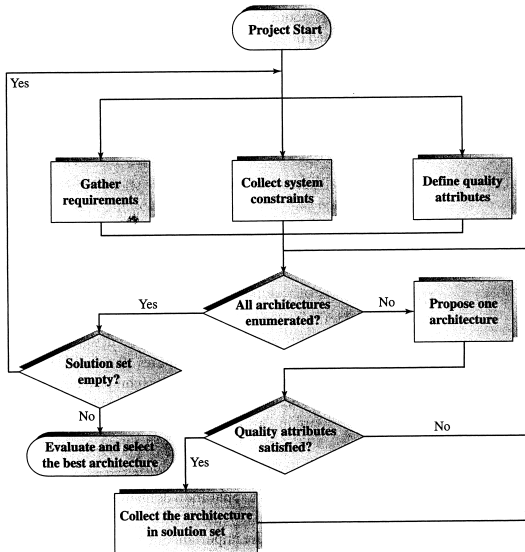 Project Start
Yes
Gather
requirements
Collect system
constraints
Define quality
attributes
All architectures
enumerated?
Yes
No
Propose one
architecture
Solution set
empty?
No
Evaluate and select
the best architecture
Quality attributes
satisfied?
No
Yes
Collect the architecture
in solution set